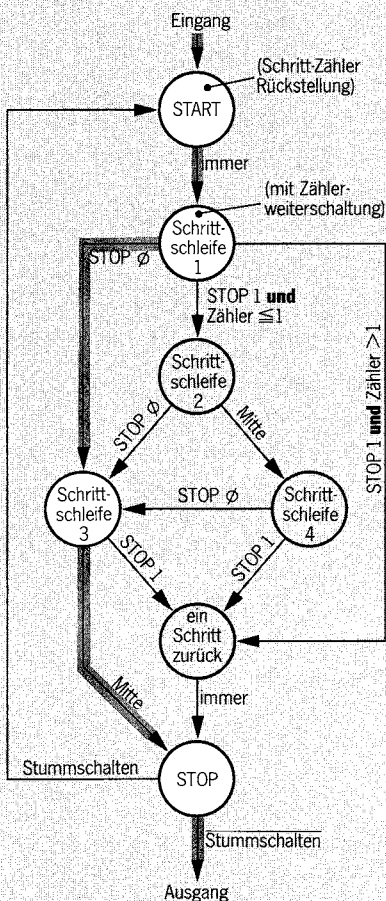 Eingang
(Schritt-Zähler
Rückstellung)
START
immer
(mit Zähler-
weiterschaltung)
Schritt-
schleife
1
STOP ∅
STOP 1 und
Zähler ≦1
STOP 1 und Zähler >1
Schritt-
schleife
2
STOP ∅
Mitte
Schritt-
schleife
3
STOP ∅
Schritt-
schleife
4
STOP 1
STOP 1
ein
Schritt
zurück
Mitte
immer
Stummschalten
STOP
Stummschalten
Ausgang